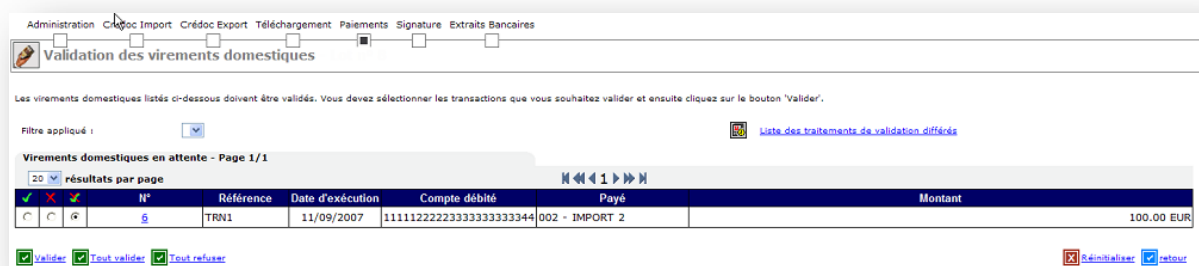 Administration Crédoc Import Crédoc Export Téléchargement Paiements Signature Extraits Bancaires
Validation des virements domestiques
Les virements domestiques listés ci-dessous doivent être validés. Vous devez sélectionner les transactions que vous souhaitez valider et ensuite cliquez sur le bouton 'Valider'.
Filtre appliqué : Liste des traitements de validation différés
Virements domestiques en attente - Page 1/1
20 résultats par page 1
N° Référence Date d'exécution Compte débité Payé Montant
6 TRN1 11/09/2007 002 - IMPORT 2 100.00 EUR
Valider Tout valider Tout refuser Réinitialiser retour